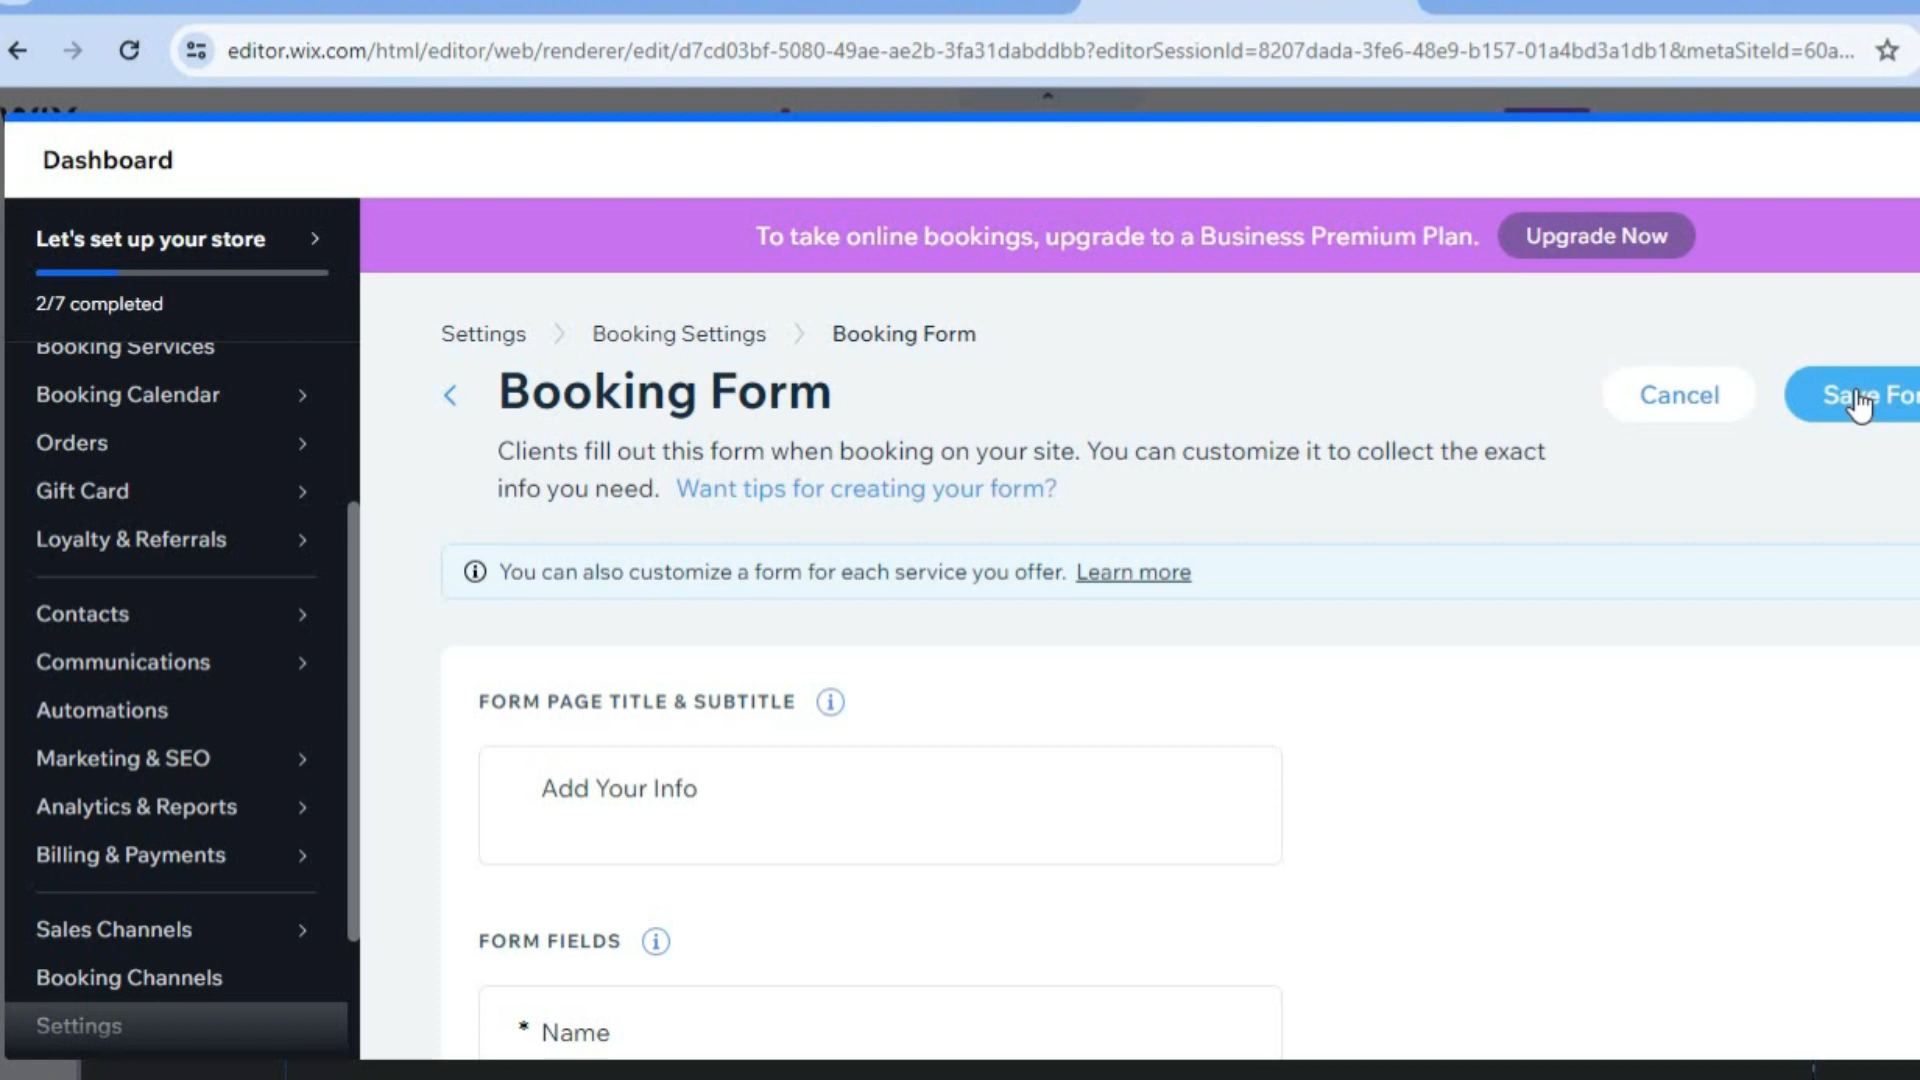 editor.wix.com/html/editor/web/renderer/edit/d7cd03bf-5080-49ae-ae2b-3fa31dabddbb?editorSessionId=8207dada-3fe6-48e9-b157-01a4bd3a1db1&metaSiteId=60a...
Dashboard
Let's set up your store
2/7 completed
To take online bookings, upgrade to a Business Premium Plan.
Upgrade Now
Booking Services
Booking Calendar
Orders
Gift Card
Loyalty & Referrals
Contacts
Communications
Automations
Marketing & SEO
Analytics & Reports
Billing & Payments
Sales Channels
Booking Channels
Settings
Settings
Booking Settings
Booking Form
Booking Form
Cancel
Clients fill out this form when booking on your site. You can customize it to collect the exact
info you need. Want tips for creating your form?
You can also customize a form for each service you offer. Learn more
FORM PAGE TITLE & SUBTITLE
Add Your Info
FORM FIELDS
* Name